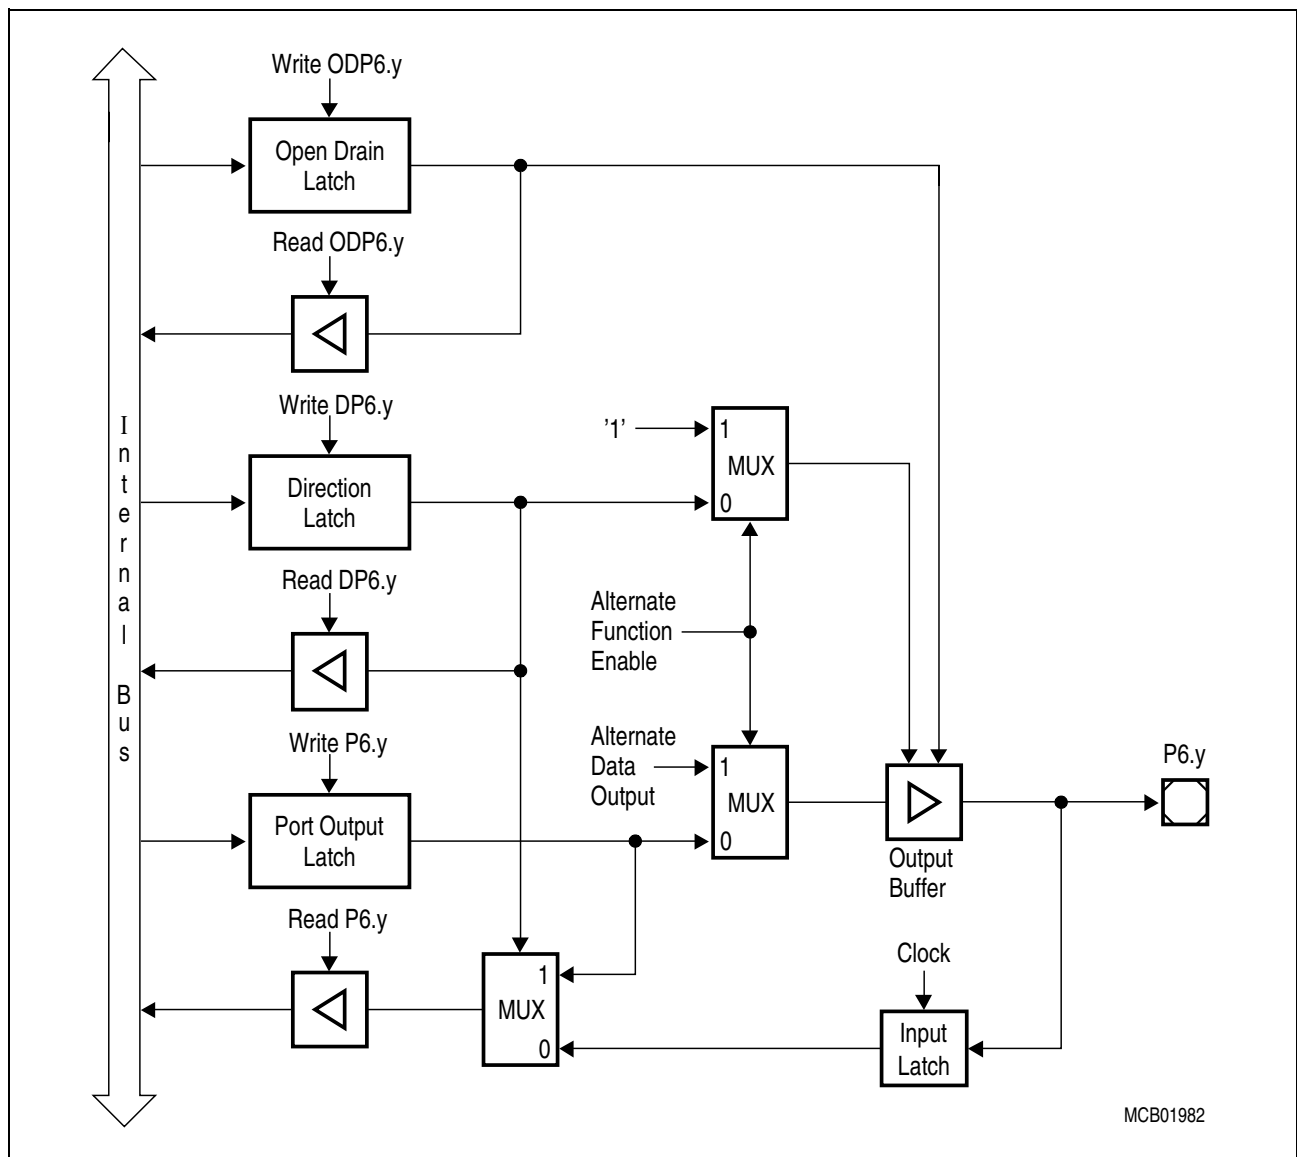 Write ODP6.y
Open Drain
Latch
Read ODP6.y
Write DP6.y
Internal Bus
'1'
1
MUX
0
Direction
Latch
Read DP6.y
Alternate
Function
Enable
Write P6.y
Alternate
Data
Output
1
MUX
0
P6.y
Port Output
Latch
Output
Buffer
Read P6.y
Clock
1
MUX
0
Input
Latch
MCB01982